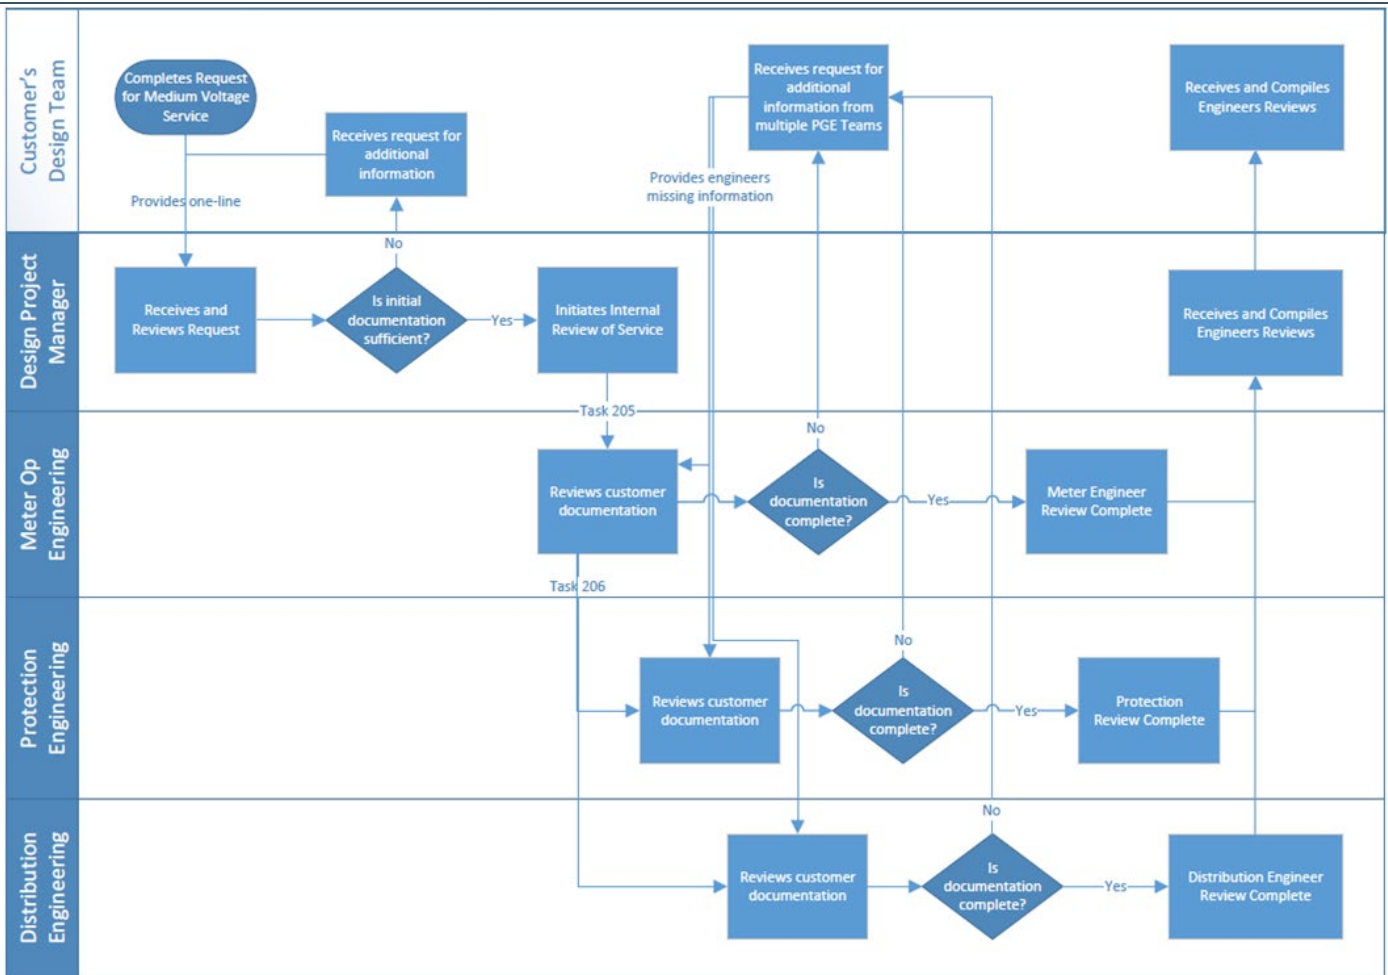 Customer's
Design Team
Completes Request
for Medium Voltage
Service
Receives request for
additional
information
Provides one-line
Receives request for
additional
information from
multiple PGE Teams
Provides engineers
missing information
Receives and Compiles
Engineers Reviews
Design Project
Manager
Receives and
Reviews Request
No
Is initial
documentation
sufficient?
Yes
Initiates Internal
Review of Service
Receives and Compiles
Engineers Reviews
Task 205
Meter Op
Engineering
Reviews customer
documentation
No
Is
documentation
complete?
Yes
Meter Engineer
Review Complete
Task 206
Protection
Engineering
Reviews customer
documentation
No
Is
documentation
complete?
Yes
Protection
Review Complete
Distribution
Engineering
Reviews customer
documentation
No
Is
documentation
complete?
Yes
Distribution Engineer
Review Complete